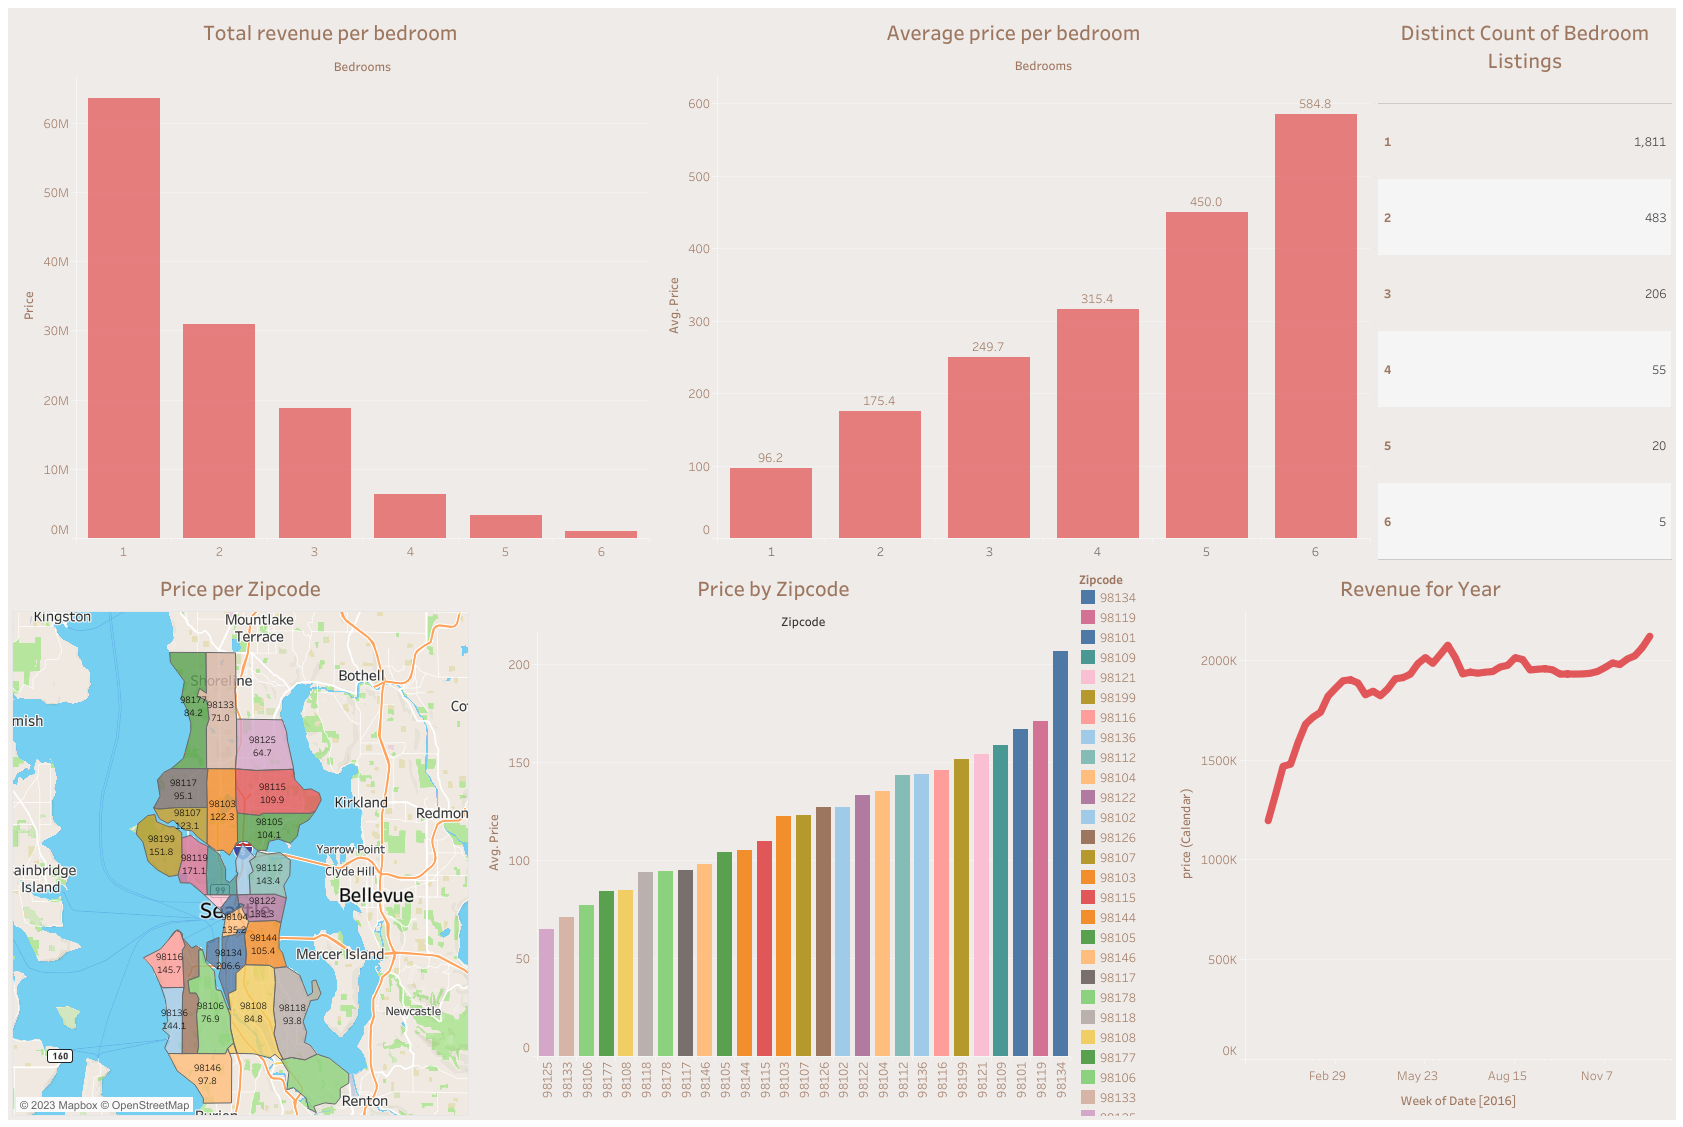 Total revenue per bedroom
Bedrooms
Price
60M
50M
40M
30M
20M
10M
0M
1 2 3 4 5 6
Average price per bedroom
Bedrooms
Avg. Price
600
500
400
300
200
100
0
96.2
175.4
249.7
315.4
450.0
584.8
1 2 3 4 5 6
Distinct Count of Bedroom
Listings
1 1,811
2 483
3 206
4 55
5 20
6 5
Price per Zipcode
Kingston
Mountlake
Terrace
Shoreline
Bothell
mish
98177
84.2
98133
71.0
98125
64.7
98117
95.1
98103
122.3
98115
109.9
Kirkland
Redmon
98107
123.1
98105
104.1
98199
151.8
98119
171.1
Yarrow Point
98112
143.4
Clyde Hill
ainbridge
Island
99
Bellevue
98122
133.3
98104
135.2
98144
105.4
98134
206.6
Mercer Island
98116
145.7
98136
144.1
98106
76.9
98108
84.8
98118
93.8
Newcastle
160
98146
97.8
Renton
© 2023 Mapbox © OpenStreetMap
Price by Zipcode
Zipcode
Avg. Price
200
150
100
50
0
98125
98133
98106
98177
98108
98118
98178
98117
98146
98105
98144
98115
98103
98107
98126
98102
98122
98104
98112
98136
98116
98199
98121
98109
98101
98119
98134
Zipcode
98134
98119
98101
98109
98121
98199
98116
98136
98112
98104
98122
98102
98126
98107
98103
98115
98144
98105
98146
98117
98178
98118
98108
98177
98106
98133
Revenue for Year
price (Calendar)
2000K
1500K
1000K
500K
0K
Feb 29 May 23 Aug 15 Nov 7
Week of Date [2016]